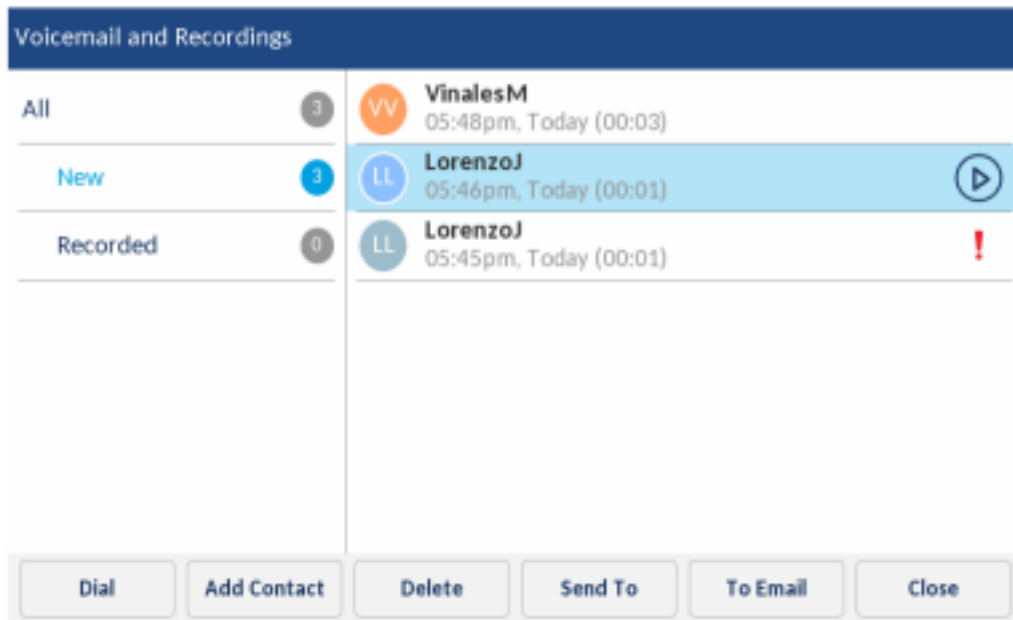 Voicemail and Recordings
All 3
New 3
Recorded 0
VV VinalesM
05:48pm, Today (00:03)
LL LorenzoJ
05:46pm, Today (00:01)
LL LorenzoJ
05:45pm, Today (00:01) !
Dial Add Contact Delete Send To To Email Close